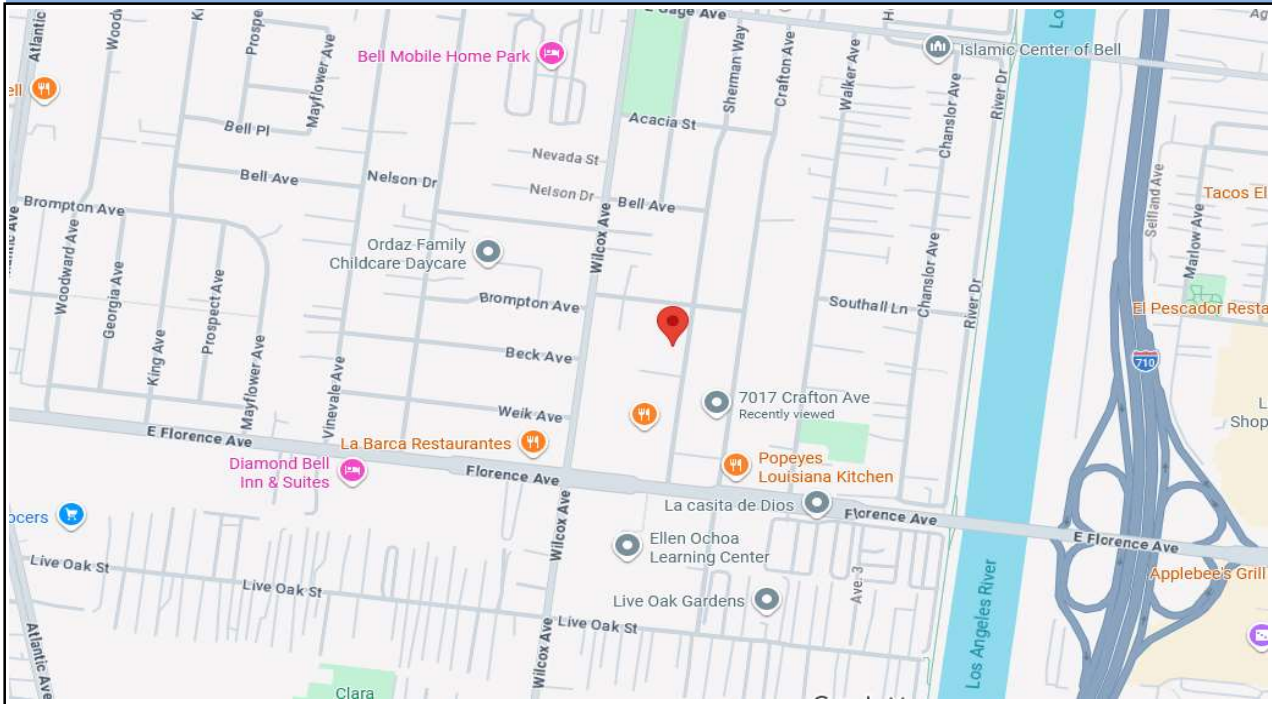 E Gage Ave
Atlantic
Mayflower Ave
Bell Mobile Home Park
Sherman Way
Crafton Ave
Walker Ave
Islamic Center of Bell
Chanslor Ave
River Dr
Acacia St
Bell Pl
Nevada St
Bell Ave
Nelson Dr
Nelson Dr
Bell Ave
Brompton Ave
Wilcox Ave
Selfland Ave
Marlow Ave
Tacos El
Ordaz Family
Childcare Daycare
Woodward Ave
Georgia Ave
Prospect Ave
King Ave
Mayflower Ave
Vinevale Ave
Brompton Ave
Southall Ln
Chanslor Ave
River Dr
El Pescador Resta
Beck Ave
710
7017 Crafton Ave
Recently viewed
Weik Ave
E Florence Ave
La Barca Restaurantes
Diamond Bell
Inn & Suites
Florence Ave
Popeyes
Louisiana Kitchen
La casita de Dios
Florence Ave
E Florence Ave
ocers
Wilcox Ave
Ellen Ochoa
Learning Center
Live Oak St
Live Oak St
Live Oak Gardens
Ave. 3
Applebee's Grill
Live Oak St
Los Angeles River
Atlantic Ave
Wilcox Ave
Clara